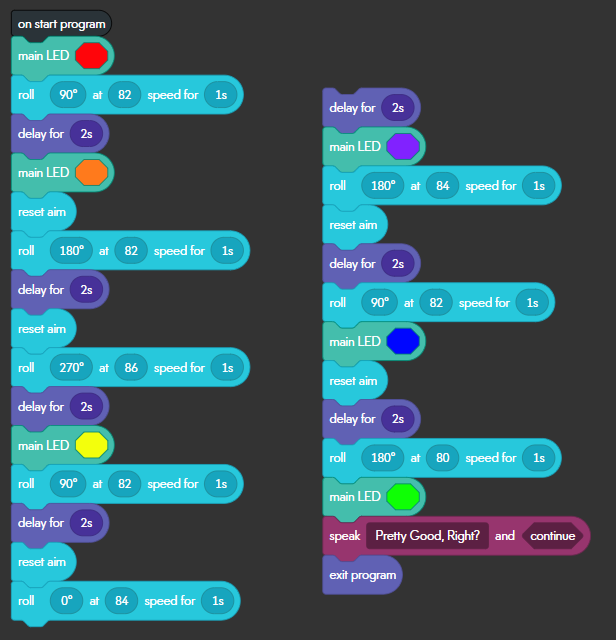 on start program
main LED
roll 90° at 82 speed for 1s
delay for 2s
main LED
reset aim
roll 180° at 82 speed for 1s
delay for 2s
reset aim
roll 270° at 86 speed for 1s
delay for 2s
main LED
roll 90° at 82 speed for 1s
delay for 2s
reset aim
roll 0° at 84 speed for 1s
delay for 2s
main LED
roll 180° at 84 speed for 1s
reset aim
delay for 2s
roll 90° at 82 speed for 1s
main LED
reset aim
delay for 2s
roll 180° at 80 speed for 1s
main LED
speak Pretty Good, Right? and continue
exit program